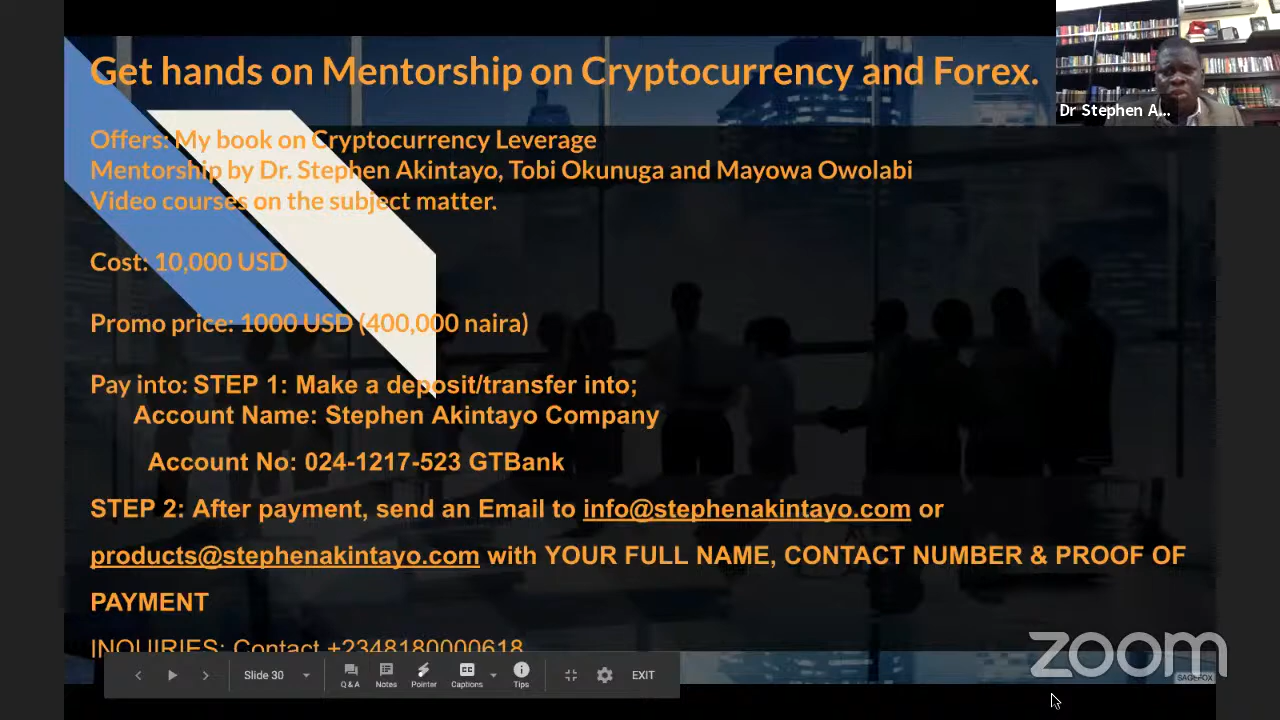 Get hands on Mentorship on Cryptocurrency and Forex.
Dr Stephen A...
Offers: My book on Cryptocurrency Leverage
Mentorship by Dr. Stephen Akintayo, Tobi Okunuga and Mayowa Owolabi
Video courses on the subject matter.
Cost: 10,000 USD
Promo price: 1000 USD (400,000 naira)
Pay into: STEP 1: Make a deposit/transfer into;
Account Name: Stephen Akintayo Company
Account No: 024-1217-523 GTBank
STEP 2: After payment, send an Email to info@stephenakintayo.com or
products@stephenakintayo.com with YOUR FULL NAME, CONTACT NUMBER & PROOF OF
PAYMENT
INQUIRIES: Contact +2348180000618
zoom
SAGEFOX
Slide 30
Q&A Notes Pointer Captions Tips
EXIT